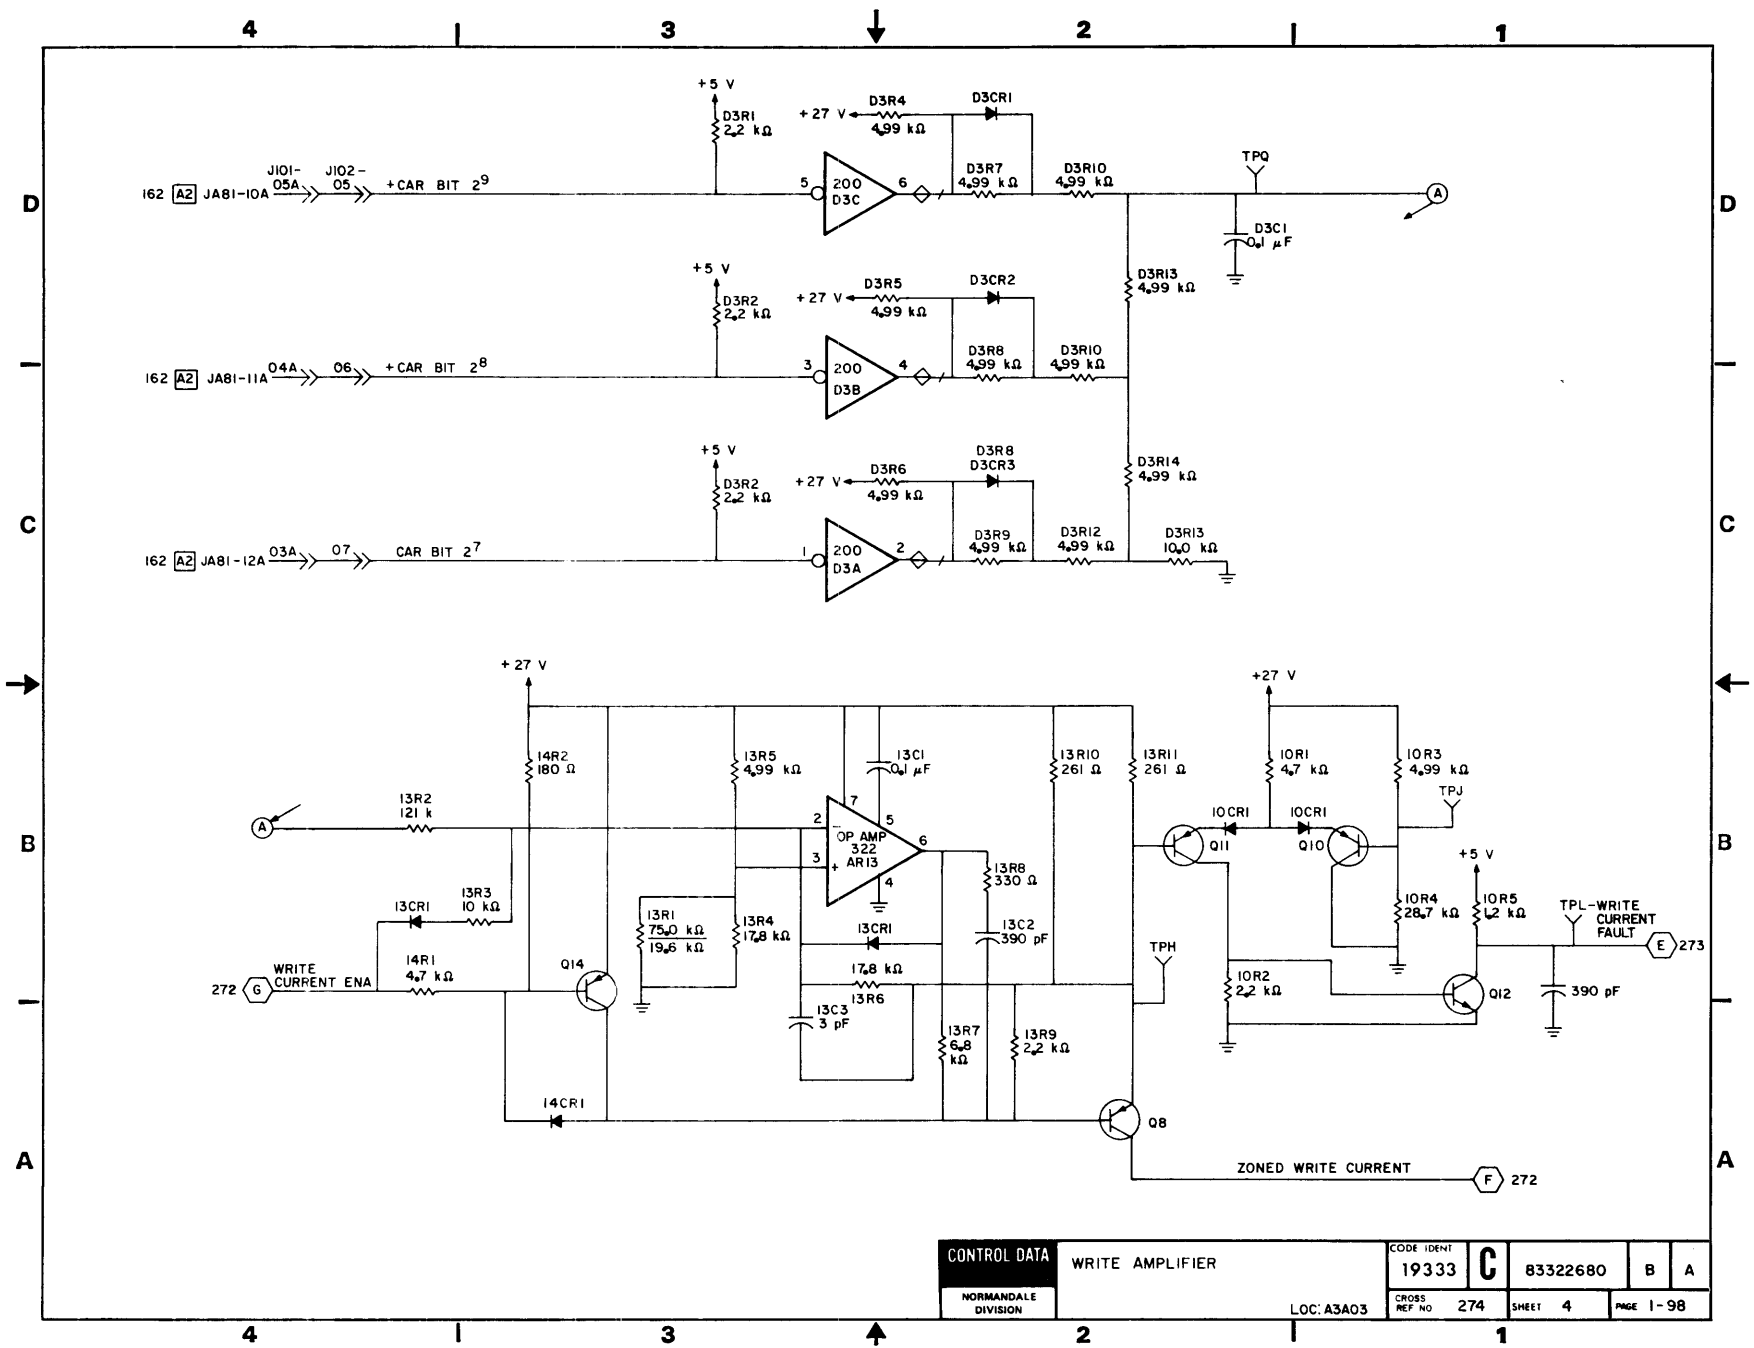 4 3 2 1
D
C
B
A
+5 V
D3R1
2.2 kΩ
+27 V
D3R4
4.99 kΩ
D3CR1
162 A2 JA81-10A
J101-
05A
J102-
05
+CAR BIT 2⁹
5
200
D3C
6
D3R7
4.99 kΩ
D3R10
4.99 kΩ
TPQ
A
D3C1
0.1 µF
D3R13
4.99 kΩ
+5 V
D3R2
2.2 kΩ
+27 V
D3R5
4.99 kΩ
D3CR2
162 A2 JA81-11A
04A
06
+CAR BIT 2⁸
3
200
D3B
4
D3R8
4.99 kΩ
D3R10
4.99 kΩ
D3R14
4.99 kΩ
+5 V
D3R2
2.2 kΩ
+27 V
D3R6
4.99 kΩ
D3R8
D3CR3
162 A2 JA81-12A
03A
07
CAR BIT 2⁷
1
200
D3A
2
D3R9
4.99 kΩ
D3R12
4.99 kΩ
D3R13
10.0 kΩ
+27 V
14R2
180 Ω
13R5
4.99 kΩ
13C1
0.1 µF
13R10
261 Ω
13R11
261 Ω
+27 V
10R1
4.7 kΩ
10R3
4.99 kΩ
TPJ
A
13R2
121 k
2
7
5
−
OP AMP
322
AR13
3
+
4
6
10CR1
10CR1
Q11
Q10
+5 V
13R8
330 Ω
13CR1
13R3
10 kΩ
13R1
75.0 kΩ
19.6 kΩ
13R4
17.8 kΩ
13CR1
13C2
390 pF
10R4
28.7 kΩ
10R5
1.2 kΩ
TPL-WRITE
CURRENT
FAULT
E 273
272 G
WRITE
CURRENT ENA
14R1
4.7 kΩ
Q14
17.8 kΩ
13R6
TPH
10R2
2.2 kΩ
Q12
390 pF
13C3
3 pF
13R7
6.8
kΩ
13R9
2.2 kΩ
14CR1
Q8
ZONED WRITE CURRENT
F 272
D
C
B
A
CONTROL DATA
NORMANDALE
DIVISION
WRITE AMPLIFIER
LOC: A3A03
CODE IDENT
19333
C
83322680
B
A
CROSS
REF NO 274
SHEET 4
PAGE 1-98
4 3 2 1